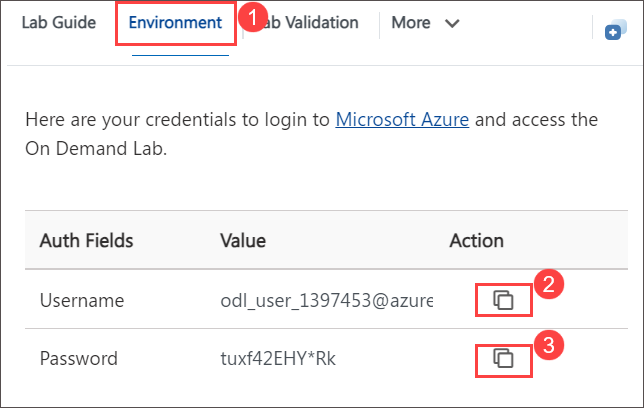 Lab Guide Environment 1 ab Validation More
Here are your credentials to login to Microsoft Azure and access the
On Demand Lab.
Auth Fields Value Action
Username odl_user_1397453@azure 2
Password tuxf42EHY*Rk 3